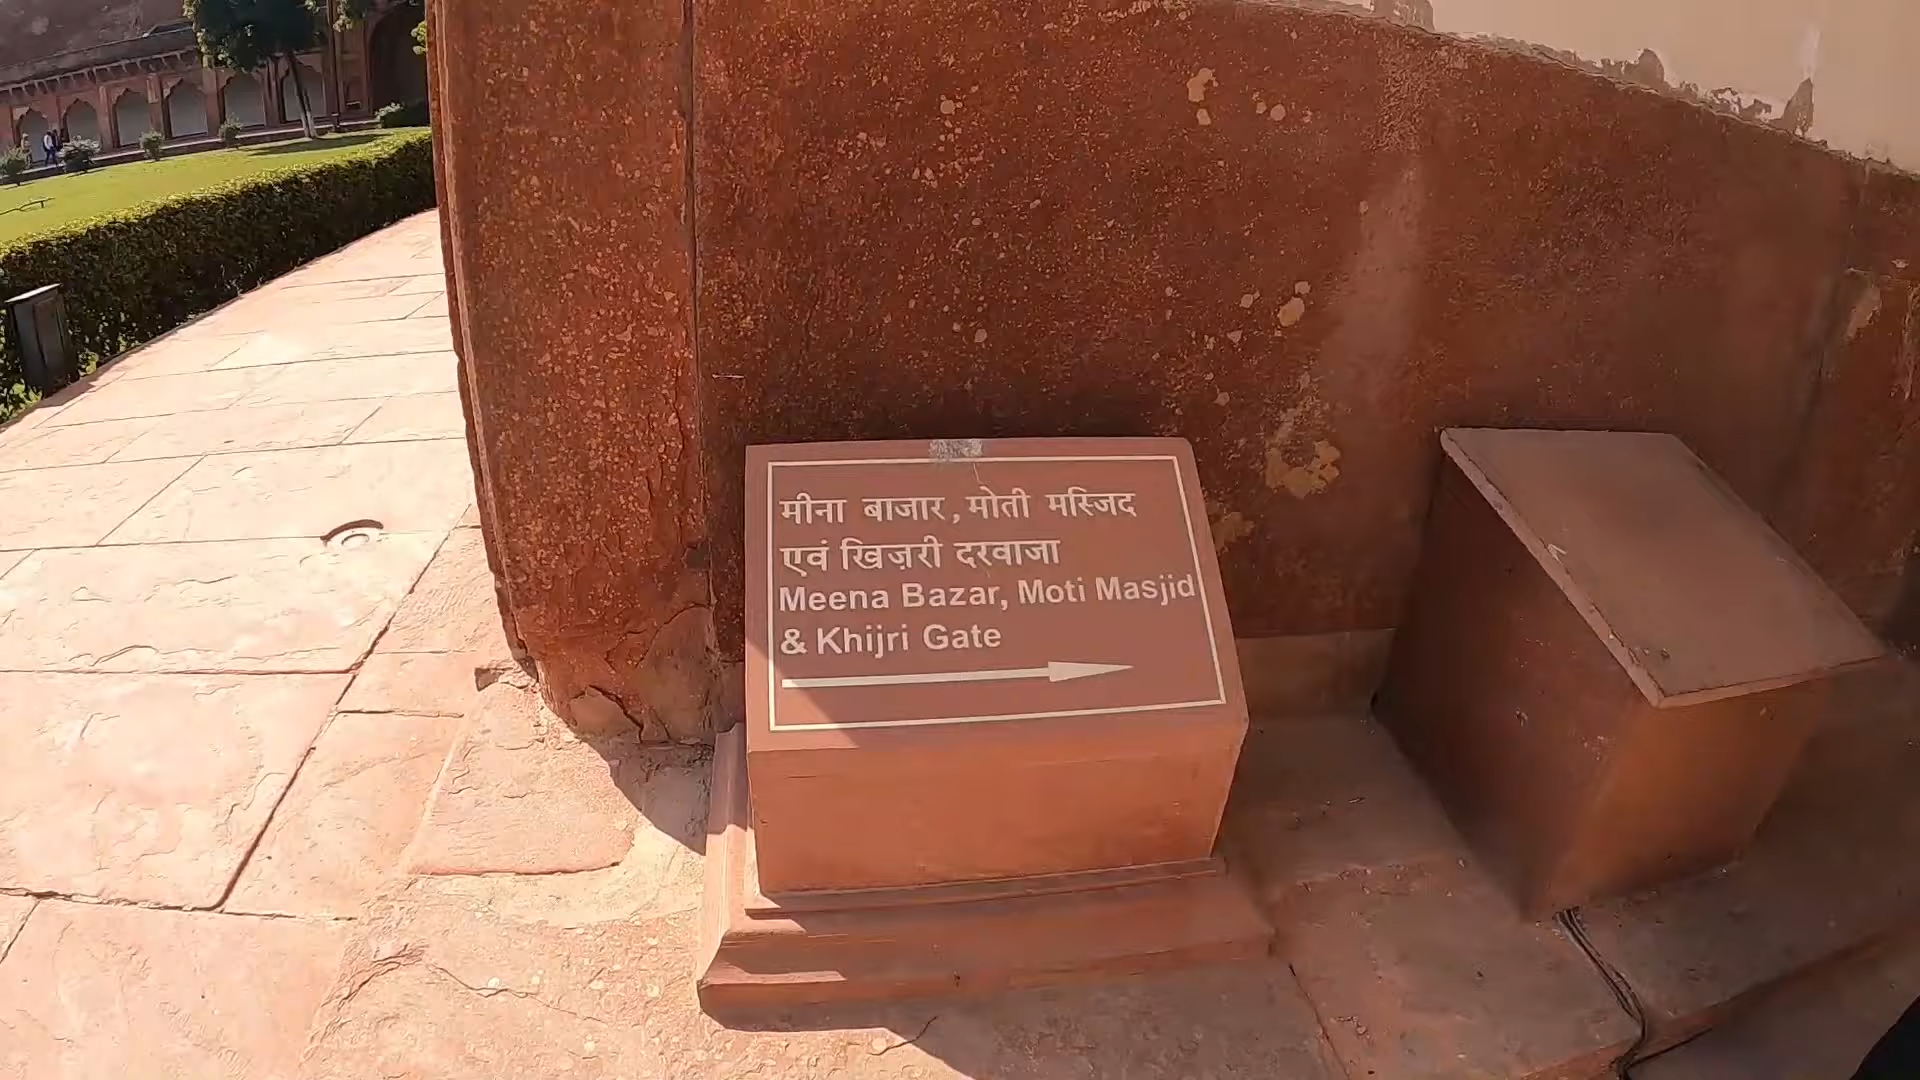 मीना बाजार, मोती मस्जिद
एवं खिज़री दरवाजा
Meena Bazar, Moti Masjid
& Khijri Gate